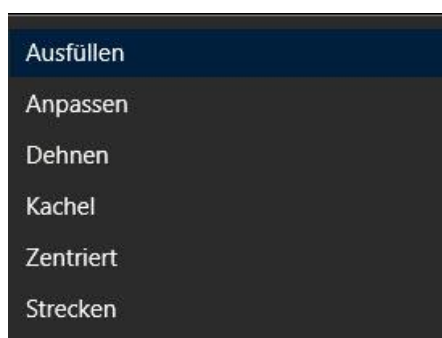 Ausfüllen
Anpassen
Dehnen
Kachel
Zentriert
Strecken